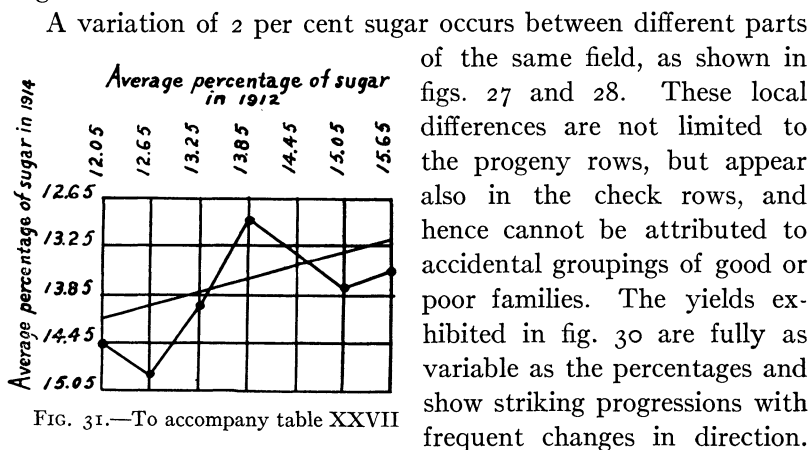 A variation of 2 per cent sugar occurs between different parts
of the same field, as shown in
figs. 27 and 28. These local
differences are not limited to
the progeny rows, but appear
also in the check rows, and
hence cannot be attributed to
accidental groupings of good or
poor families. The yields ex-
hibited in fig. 30 are fully as
variable as the percentages and
show striking progressions with
frequent changes in direction.
Average percentage of sugar
in 1912
12.05 12.65 13.25 13.85 14.45 15.05 15.65
Average percentage of sugar in 1914
12.65
13.25
13.85
14.45
15.05
FIG. 31.—To accompany table XXVII